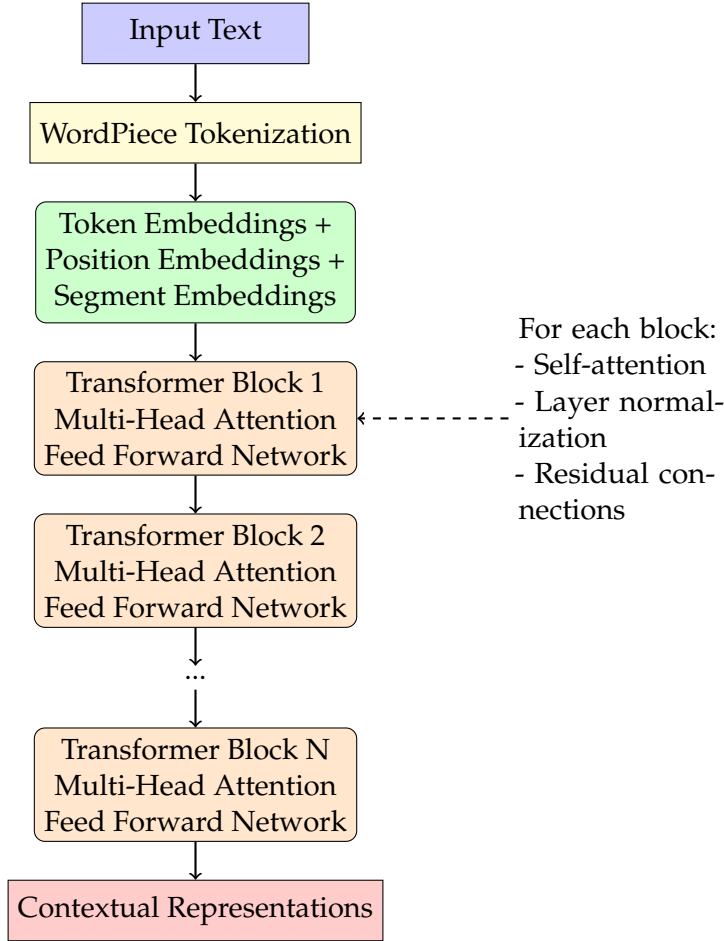 Input Text
WordPiece Tokenization
Token Embeddings +
Position Embeddings +
Segment Embeddings
Transformer Block 1
Multi-Head Attention
Feed Forward Network
For each block:
- Self-attention
- Layer normal-
ization
- Residual con-
nections
Transformer Block 2
Multi-Head Attention
Feed Forward Network
...
Transformer Block N
Multi-Head Attention
Feed Forward Network
Contextual Representations